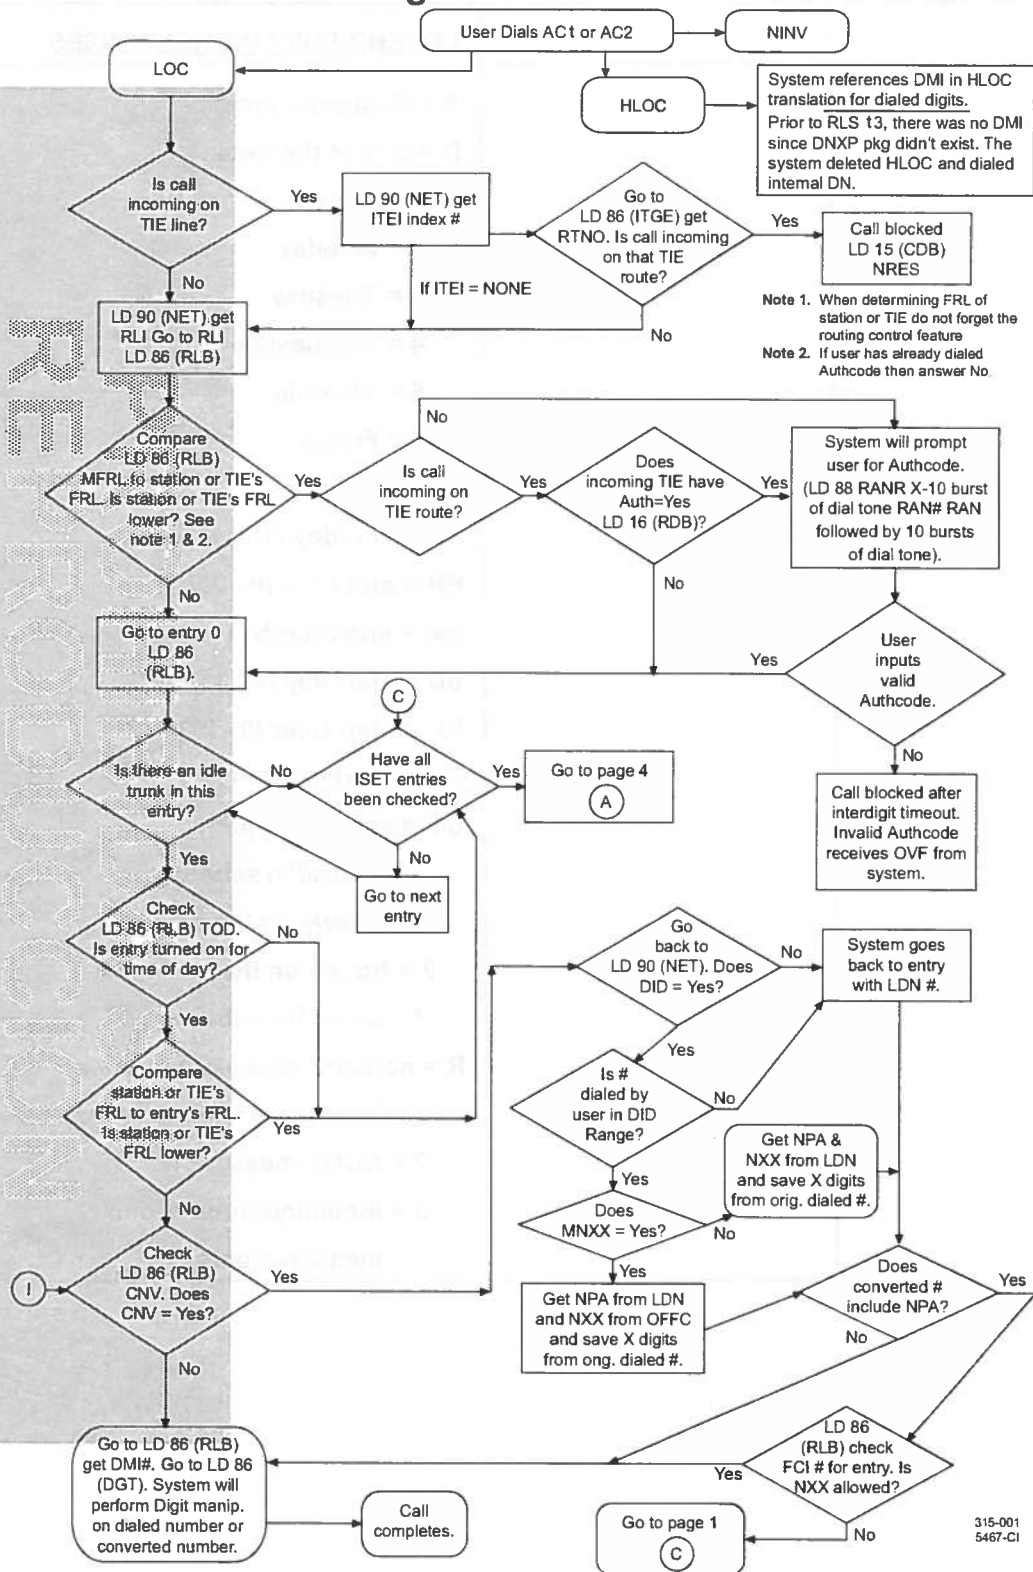 User Dials AC1 or AC2
NINV
LOC
HLOC
System references DMI in HLOC
translation for dialed digits.
Prior to RLS 13, there was no DMI
since DNXP pkg didn't exist. The
system deleted HLOC and dialed
internal DN.
Is call
incoming on
TIE line?
Yes
LD 90 (NET) get
ITEI index #
Go to
LD 86 (ITGE) get
RTNO. Is call incoming
on that TIE
route?
Yes
Call blocked
LD 15 (CDB)
NRES
No
If ITEI = NONE
No
Note 1. When determining FRL of
station or TIE do not forget the
routing control feature
Note 2. If user has already dialed
Authcode then answer No.
LD 90 (NET) get
RLI Go to RLI
LD 86 (RLB)
No
Compare
LD 86 (RLB)
MFRL to station or TIE's
FRL. Is station or TIE's FRL
lower? See
note 1 & 2.
Yes
Is call
incoming on
TIE route?
Yes
Does
incoming TIE have
Auth=Yes
LD 16 (RDB)?
Yes
System will prompt
user for Authcode.
(LD 88 RANR X-10 burst
of dial tone RAN# RAN
followed by 10 bursts
of dial tone).
No
No
Go to entry 0
LD 86
(RLB).
Yes
User
inputs
valid
Authcode.
C
No
Is there an idle
trunk in this
entry?
No
Have all
ISET entries
been checked?
Yes
Go to page 4
A
Call blocked after
interdigit timeout.
Invalid Authcode
receives OVF from
system.
Yes
No
Go to next
entry
Check
LD 86 (RLB) TOD.
Is entry turned on for
time of day?
No
Go
back to
LD 90 (NET). Does
DID = Yes?
No
System goes
back to entry
with LDN #.
Yes
Yes
Compare
station or TIE's
FRL to entry's FRL.
Is station or TIE's
FRL lower?
Yes
Is #
dialed by
user in DID
Range?
No
Get NPA &
NXX from LDN
and save X digits
from orig. dialed #.
Yes
No
Does
MNXX = Yes?
No
Check
LD 86 (RLB)
CNV. Does
CNV = Yes?
I
Yes
Yes
Does
converted #
include NPA?
Yes
Get NPA from LDN
and NXX from OFFC
and save X digits
from ong. dialed #.
No
No
Go to LD 86 (RLB)
get DMI#. Go to LD 86
(DGT). System will
perform Digit manip.
on dialed number or
converted number.
LD 86
(RLB) check
FCI # for entry. Is
NXX allowed?
Yes
Call
completes.
Go to page 1
C
No
315-001
5467-CI